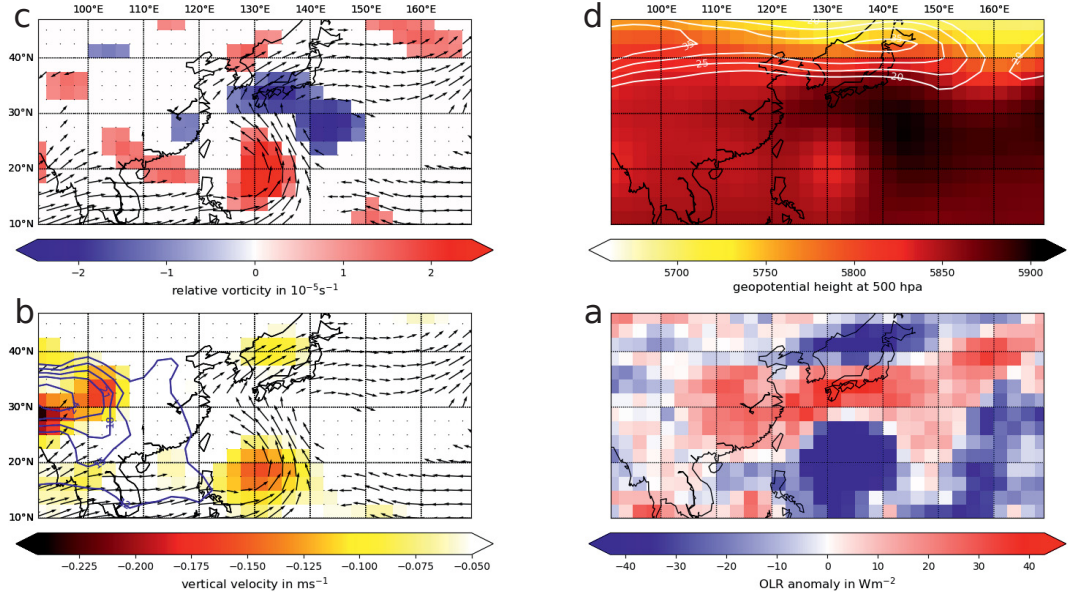 c
100°E 110°E 120°E 130°E 140°E 150°E 160°E
40°N
30°N
20°N
10°N
−2 −1 0 1 2
relative vorticity in 10⁻⁵s⁻¹
d
100°E 110°E 120°E 130°E 140°E 150°E 160°E
25
20
20
5700 5750 5800 5850 5900
geopotential height at 500 hpa
b
40°N
30°N
20°N
10°N
18
−0.225 −0.200 −0.175 −0.150 −0.125 −0.100 −0.075 −0.050
vertical velocity in ms⁻¹
a
−40 −30 −20 −10 0 10 20 30 40
OLR anomaly in Wm⁻²